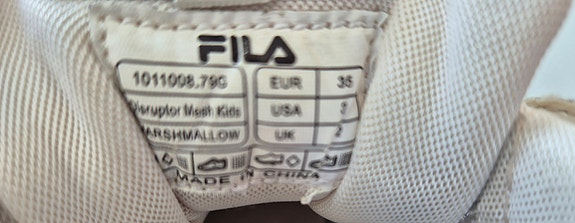 FILA
1011008.79G EUR 35
Disruptor Mesh Kids USA 3
MARSHMALLOW UK 2
MADE IN CHINA